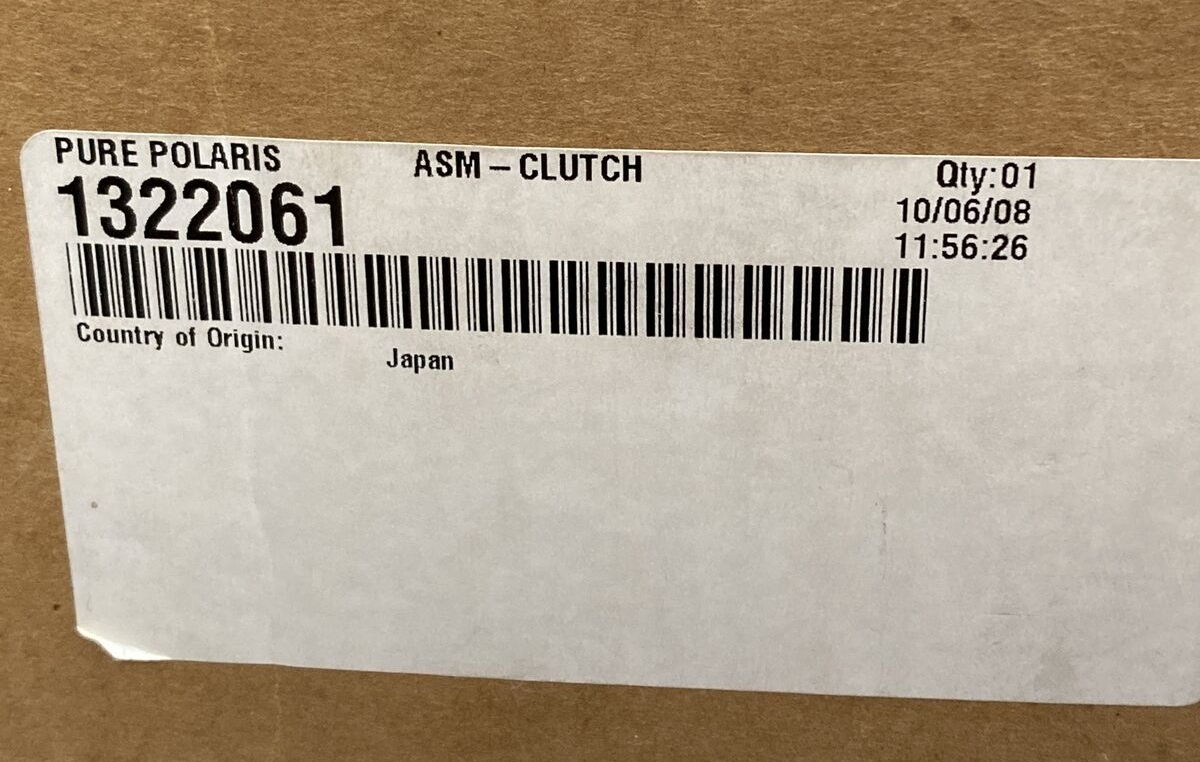 PURE POLARIS
ASM – CLUTCH
Qty:01
1322061
10/06/08
11:56:26
Country of Origin:
Japan